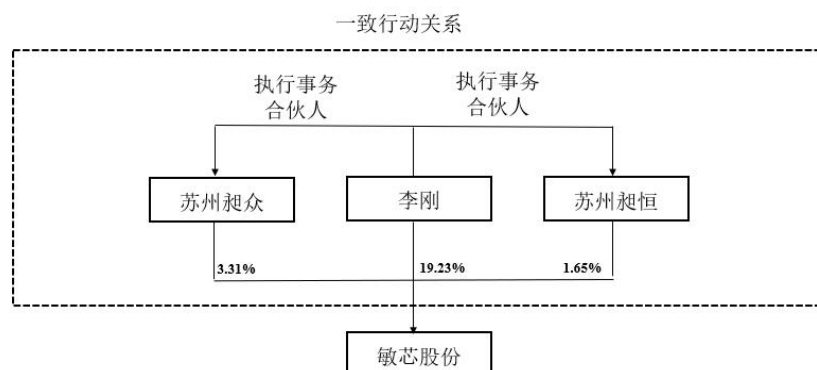 一致行动关系
执行事务
合伙人
执行事务
合伙人
苏州昶众
李刚
苏州昶恒
3.31%
19.23%
1.65%
敏芯股份